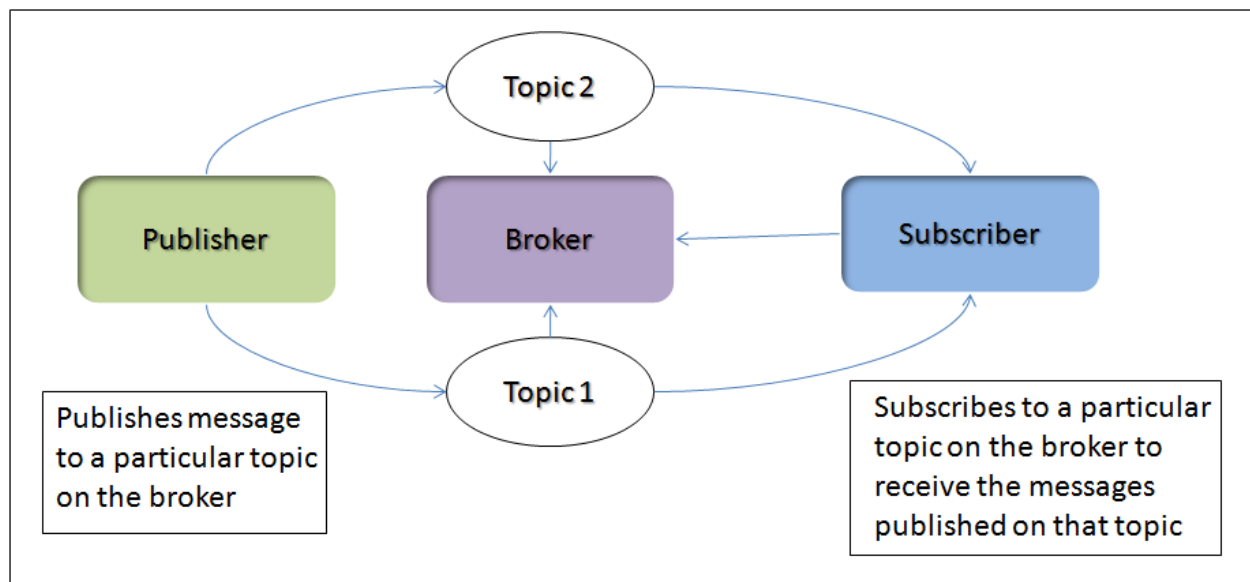 Topic 2
Publisher
Broker
Subscriber
Topic 1
Publishes message
to a particular topic
on the broker
Subscribes to a particular
topic on the broker to
receive the messages
published on that topic